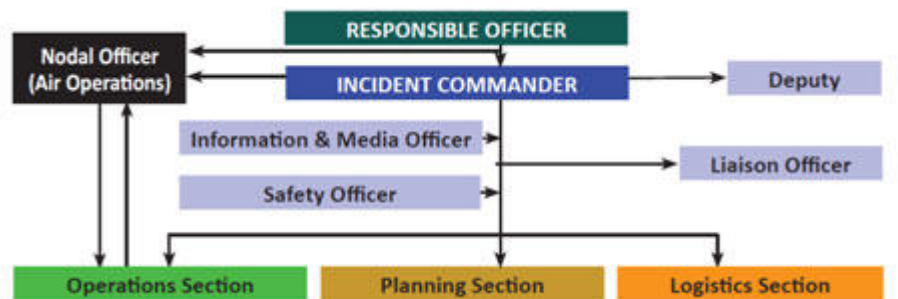 RESPONSIBLE OFFICER
Nodal Officer
(Air Operations)
INCIDENT COMMANDER
Deputy
Information & Media Officer
Liaison Officer
Safety Officer
Operations Section
Planning Section
Logistics Section